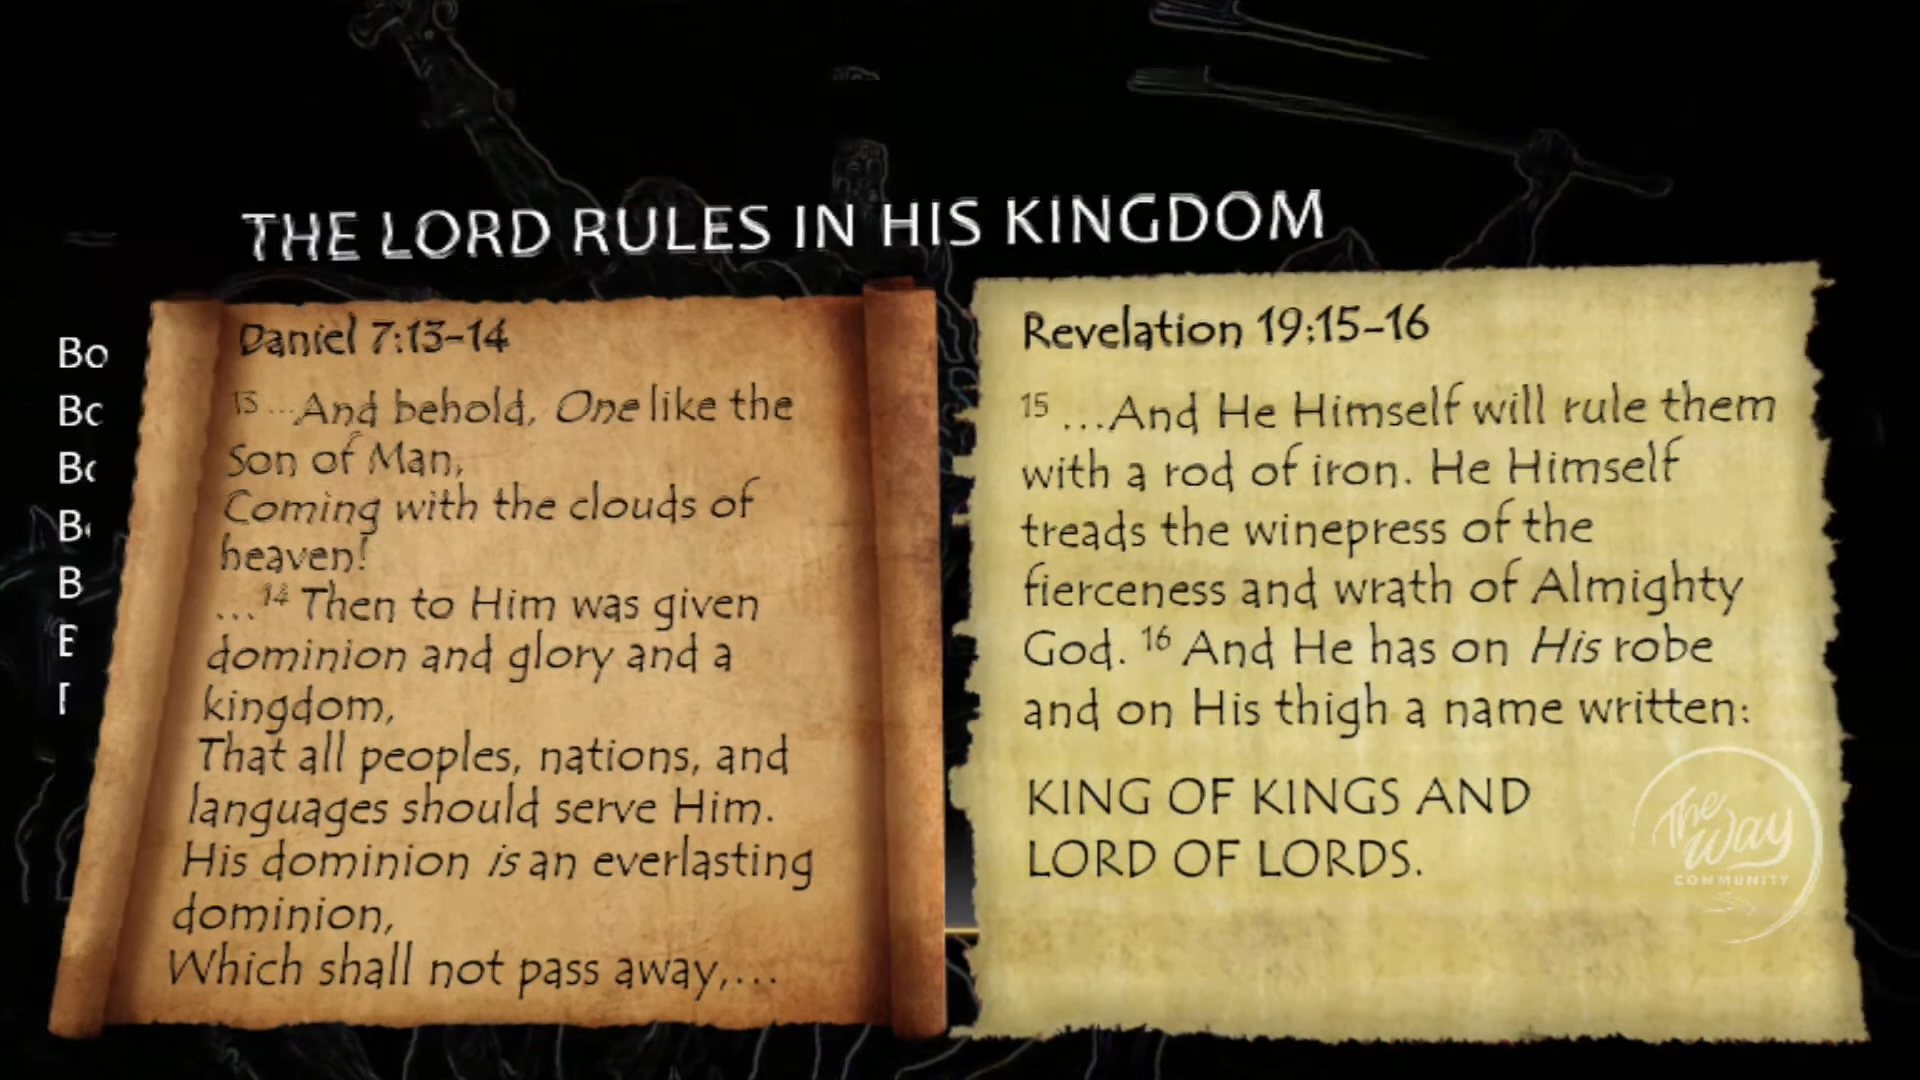 THE LORD RULES IN HIS KINGDOM
Daniel 7:13-14
13 ...And behold, One like the
Son of Man,
Coming with the clouds of
heaven!
...14 Then to Him was given
dominion and glory and a
kingdom,
That all peoples, nations, and
languages should serve Him.
His dominion is an everlasting
dominion,
Which shall not pass away,...
Revelation 19:15-16
15 ...And He Himself will rule them
with a rod of iron. He Himself
treads the winepress of the
fierceness and wrath of Almighty
God. 16 And He has on His robe
and on His thigh a name written:
KING OF KINGS AND
LORD OF LORDS.
The
Way
COMMUNITY